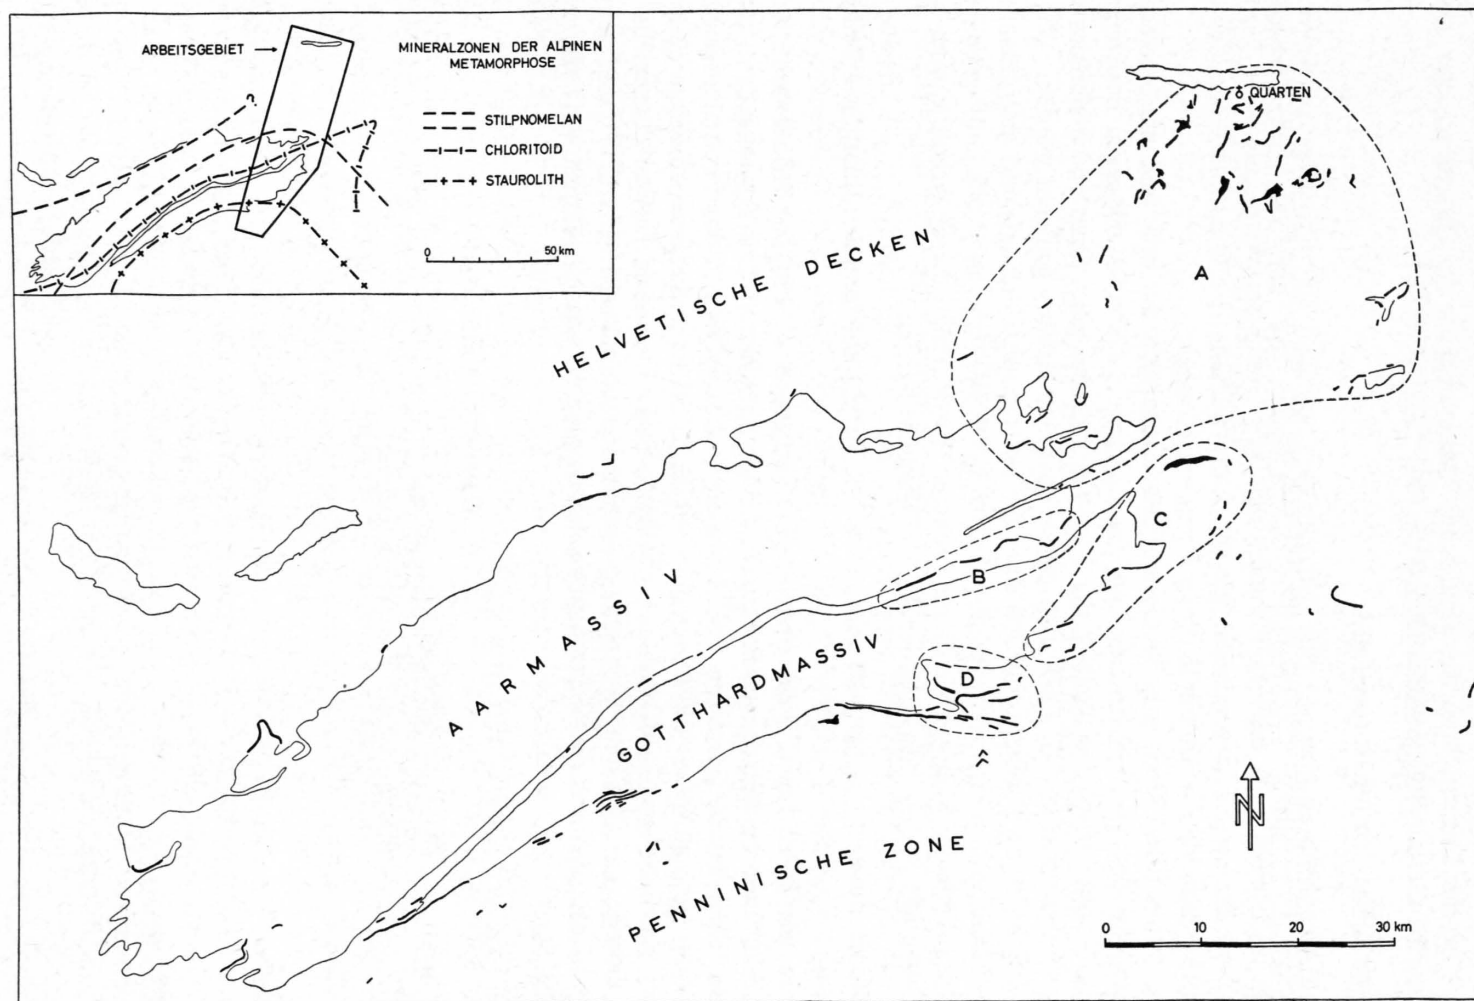 ARBEITSGEBIET
MINERALZONEN DER ALPINEN
METAMORPHOSE
STILPNOMELAN
CHLORITOID
STAUROLITH
0 50 km
?
?
QUARTEN
A
HELVETISCHE DECKEN
C
B
AARMASSIV
GOTTHARDMASSIV
D
N
PENNINISCHE ZONE
0 10 20 30 km